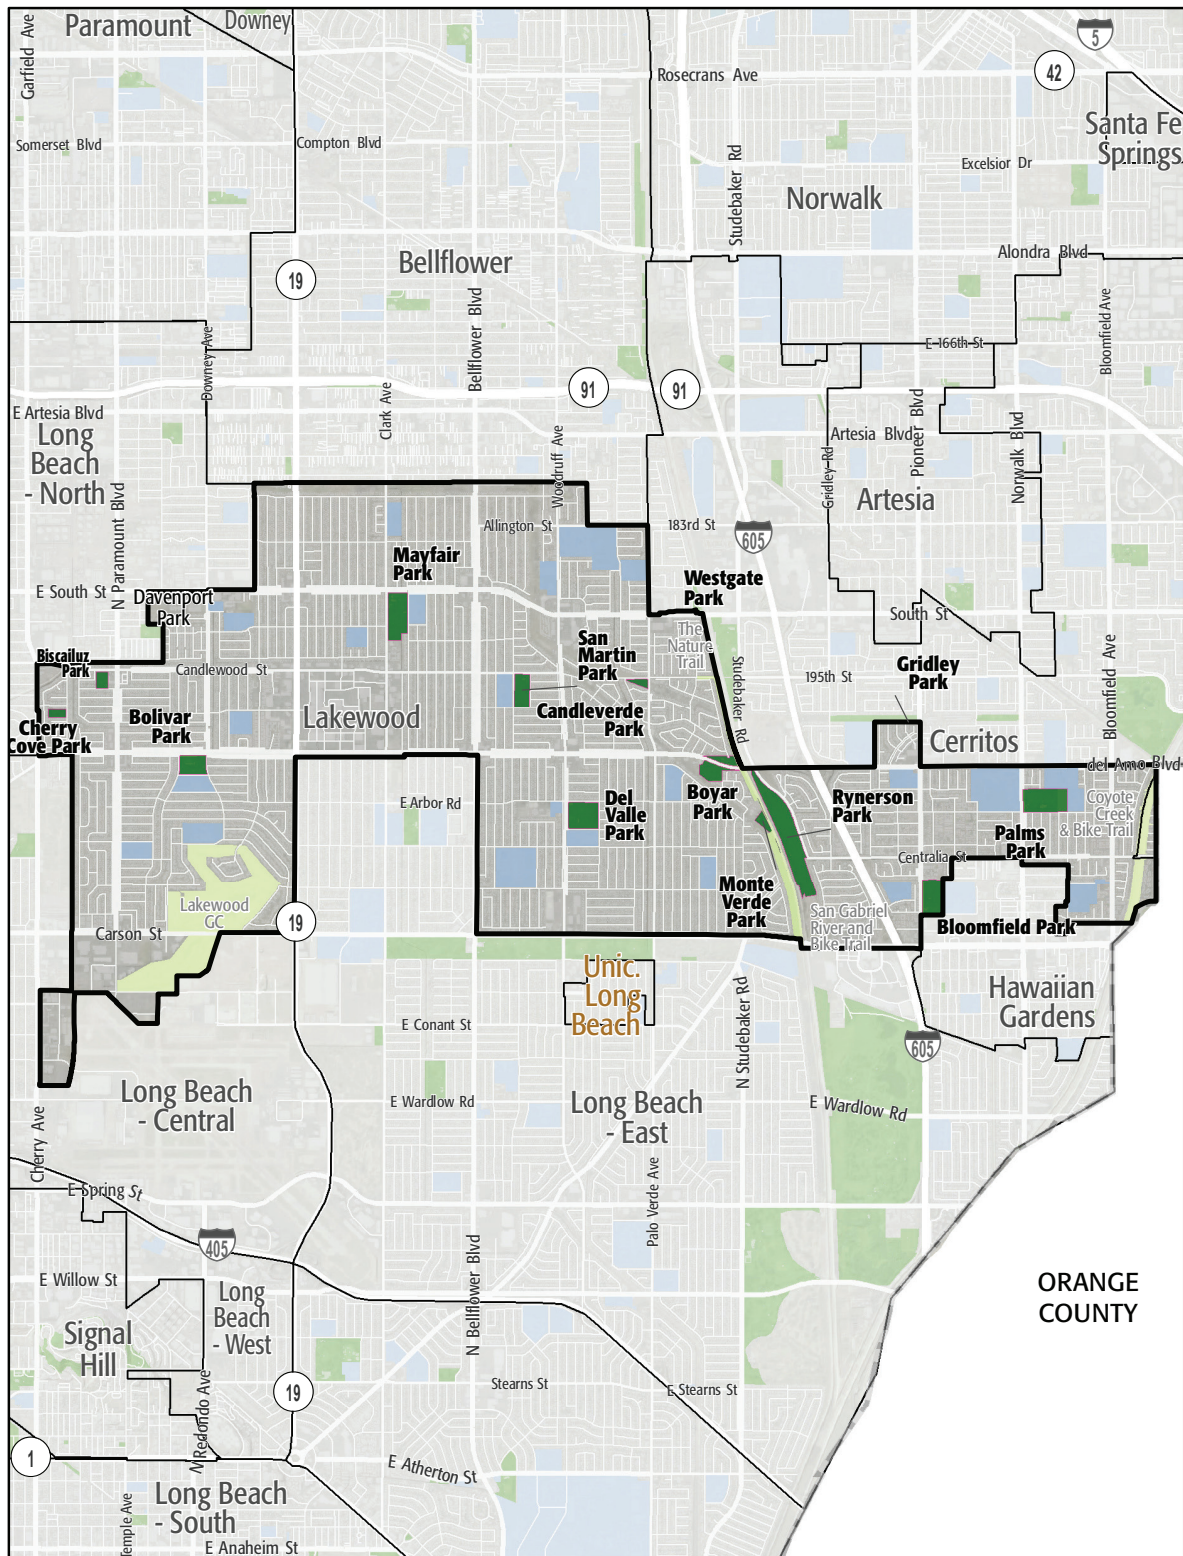 Paramount
Downey
Garfield Ave
5
42
Rosecrans Ave
Santa Fe
Springs
Somerset Blvd
Compton Blvd
Studebaker Rd
Excelsior Dr
Norwalk
Bellflower
Alondra Blvd
19
Bellflower Blvd
Bloomfield Ave
Downey Ave
E 166th St
91
91
Clark Ave
Pioneer Blvd
E Artesia Blvd
Long
Beach
- North
Woodruff Ave
Artesia Blvd
Norwalk Blvd
Gridley Rd
N Paramount Blvd
Artesia
Allington St
183rd St
605
Mayfair
Park
Westgate
Park
E South St
Davenport
Park
South St
The
Nature
Trail
San
Martin
Park
Biscailuz
Park
Candlewood St
Studebaker Rd
195th St
Gridley
Park
Bloomfield Ave
Lakewood
Candleverde
Park
Bolivar
Park
Cherry
Cove Park
Cerritos
del Amo Blvd
E Arbor Rd
Del
Valle
Park
Boyar
Park
Rynerson
Park
Coyote
Creek
& Bike Trail
Palms
Park
Centralia St
Monte
Verde
Park
Lakewood
GC
19
Carson St
San Gabriel
River and
Bike Trail
Bloomfield Park
Unic.
Long
Beach
N Studebaker Rd
Hawaiian
Gardens
E Conant St
605
Long Beach
- Central
E Wardlow Rd
Long Beach
- East
E Wardlow Rd
Cherry Ave
E Spring St
Palo Verde Ave
405
N Bellflower Blvd
E Willow St
Long
Beach
- West
ORANGE
COUNTY
Signal
Hill
N Redondo Ave
19
Stearns St
E Stearns St
1
E Atherton St
Long Beach
- South
Temple Ave
E Anaheim St